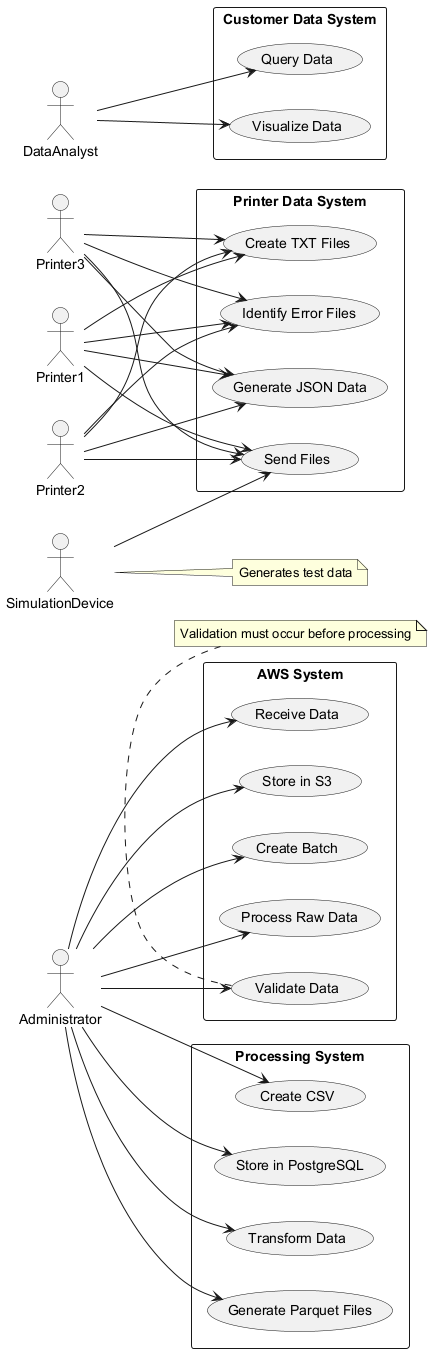 Customer Data System
Query Data
Visualize Data
DataAnalyst
Printer Data System
Create TXT Files
Printer3
Identify Error Files
Printer1
Generate JSON Data
Send Files
Printer2
SimulationDevice
Generates test data
Validation must occur before processing
AWS System
Receive Data
Store in S3
Create Batch
Process Raw Data
Validate Data
Administrator
Processing System
Create CSV
Store in PostgreSQL
Transform Data
Generate Parquet Files